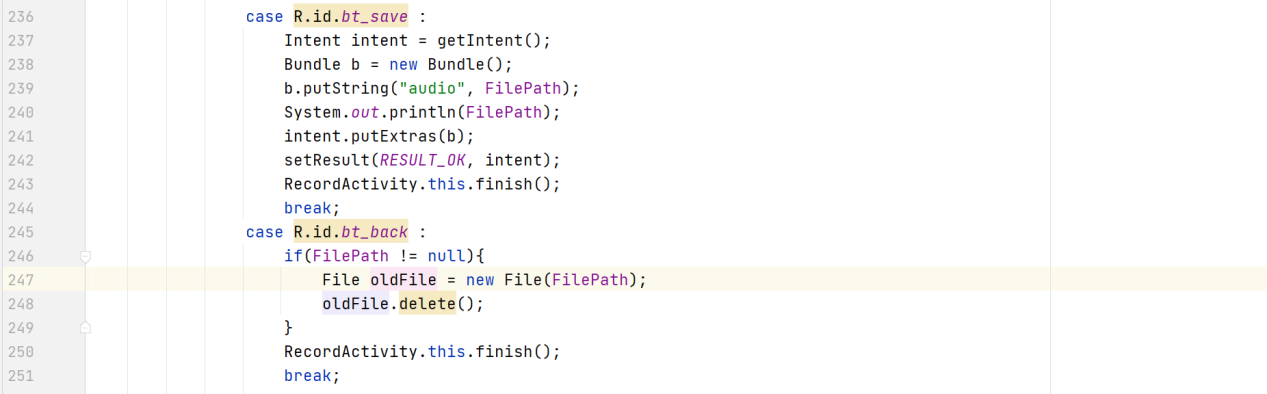 236 case R.id.bt_save :
237 Intent intent = getIntent();
238 Bundle b = new Bundle();
239 b.putString("audio", FilePath);
240 System.out.println(FilePath);
241 intent.putExtras(b);
242 setResult(RESULT_OK, intent);
243 RecordActivity.this.finish();
244 break;
245 case R.id.bt_back :
246 if(FilePath != null){
247 File oldFile = new File(FilePath);
248 oldFile.delete();
249 }
250 RecordActivity.this.finish();
251 break;